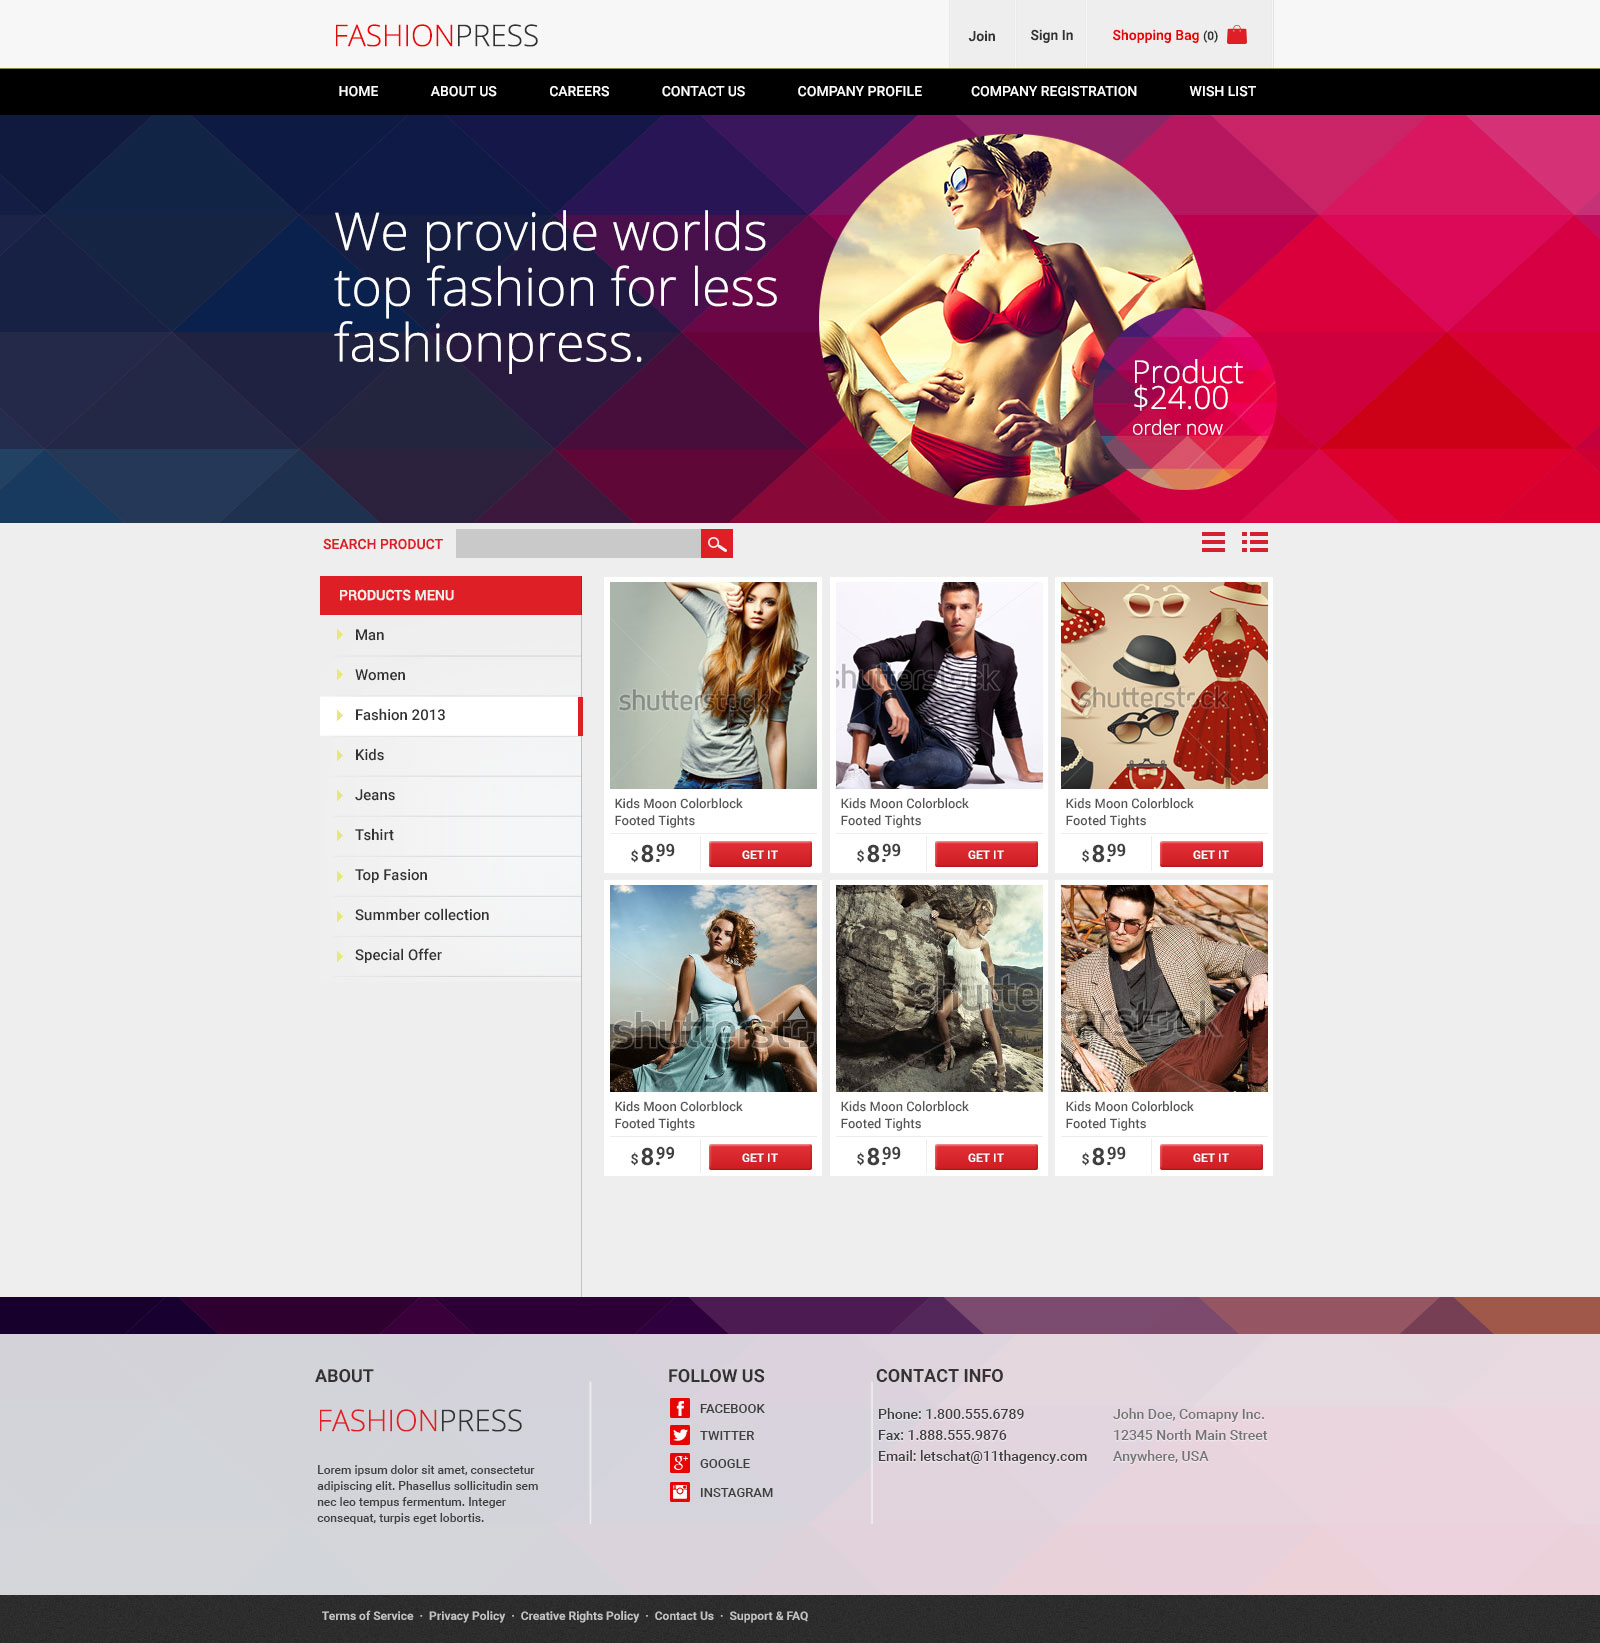 FASHIONPRESS
Join
Sign In
Shopping Bag (0)
HOME
ABOUT US
CAREERS
CONTACT US
COMPANY PROFILE
COMPANY REGISTRATION
WISH LIST
We provide worlds
top fashion for less
fashionpress.
Product
$24.00
order now
SEARCH PRODUCT
PRODUCTS MENU
Man
Women
Fashion 2013
Kids
Jeans
Tshirt
Top Fasion
Summber collection
Special Offer
shutterstock
Kids Moon Colorblock
Footed Tights
$8.99
GET IT
shutterstock
Kids Moon Colorblock
Footed Tights
$8.99
GET IT
shutterstock
Kids Moon Colorblock
Footed Tights
$8.99
GET IT
shutterst
Kids Moon Colorblock
Footed Tights
$8.99
GET IT
shutter
Kids Moon Colorblock
Footed Tights
$8.99
GET IT
terstock
Kids Moon Colorblock
Footed Tights
$8.99
GET IT
ABOUT
FASHIONPRESS
Lorem ipsum dolor sit amet, consectetur
adipiscing elit. Phasellus sollicitudin sem
nec leo tempus fermentum. Integer
consequat, turpis eget lobortis.
FOLLOW US
FACEBOOK
TWITTER
GOOGLE
INSTAGRAM
CONTACT INFO
Phone: 1.800.555.6789
Fax: 1.888.555.9876
Email: letschat@11thagency.com
John Doe, Comapny Inc.
12345 North Main Street
Anywhere, USA
Terms of Service · Privacy Policy · Creative Rights Policy · Contact Us · Support & FAQ